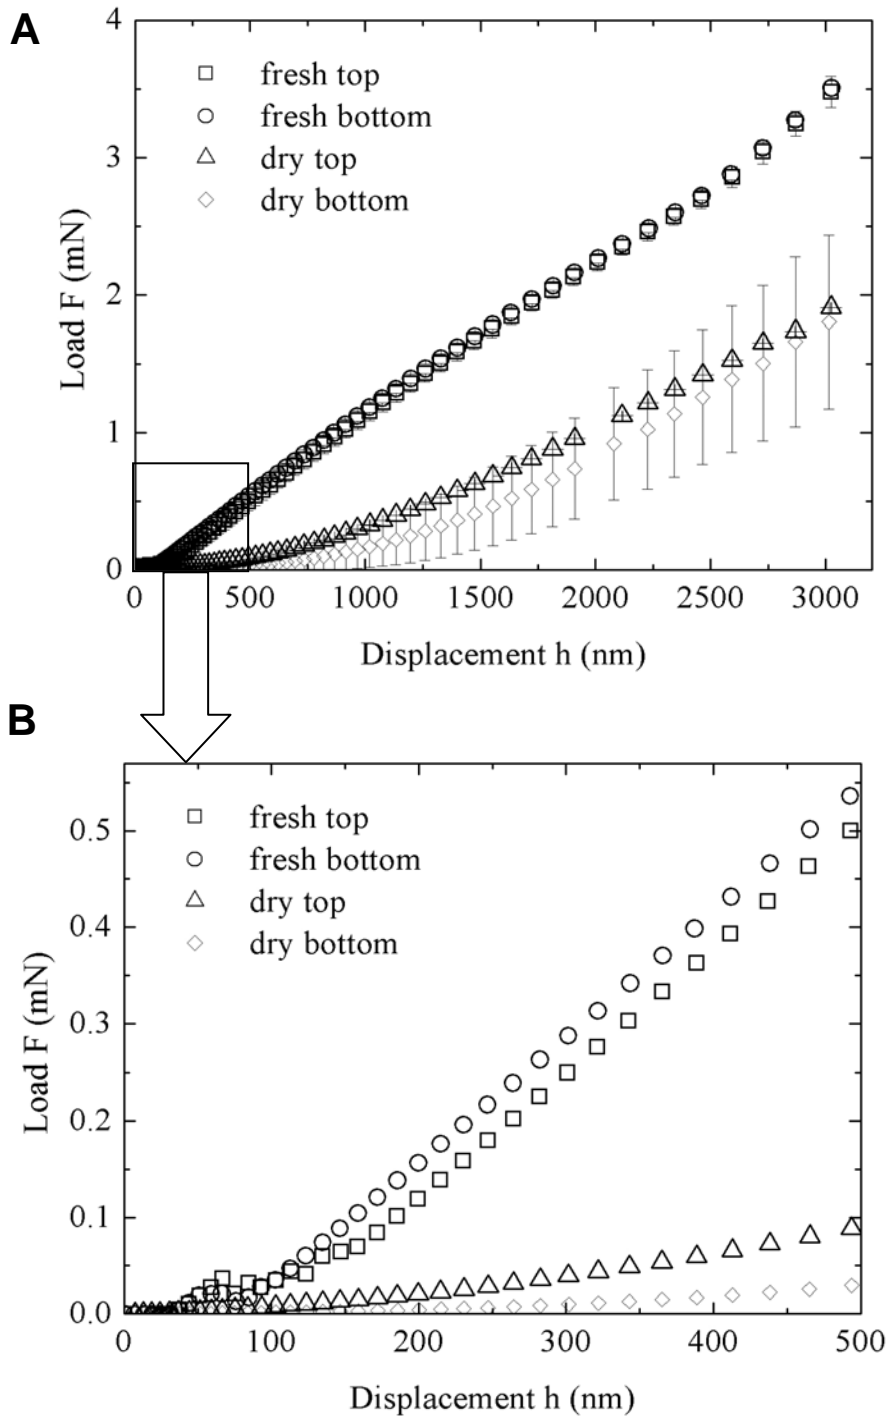 A
4
3
2
1
0
Load F (mN)
fresh top
fresh bottom
dry top
dry bottom
0 500 1000 1500 2000 2500 3000
Displacement h (nm)
B
0.5
0.4
0.3
0.2
0.1
0.0
Load F (mN)
fresh top
fresh bottom
dry top
dry bottom
0 100 200 300 400 500
Displacement h (nm)